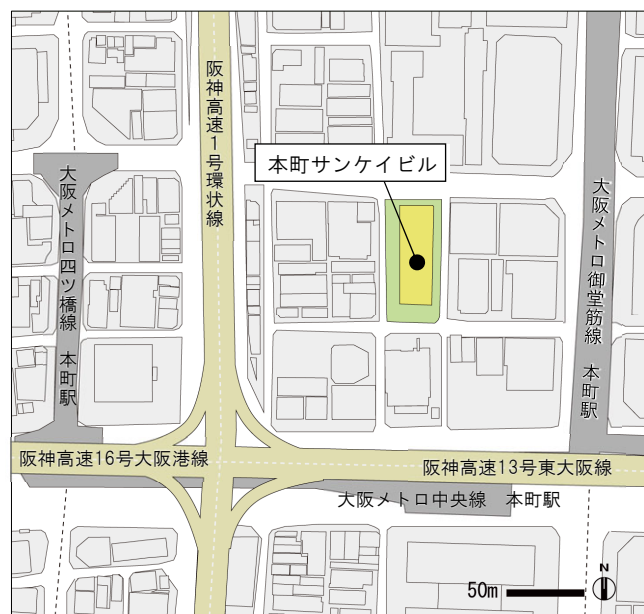 阪神高速1号環状線
本町サンケイビル
大阪メトロ四ツ橋線 本町駅
大阪メトロ御堂筋線 本町駅
阪神高速16号大阪港線
阪神高速13号東大阪線
大阪メトロ中央線 本町駅
50m
N